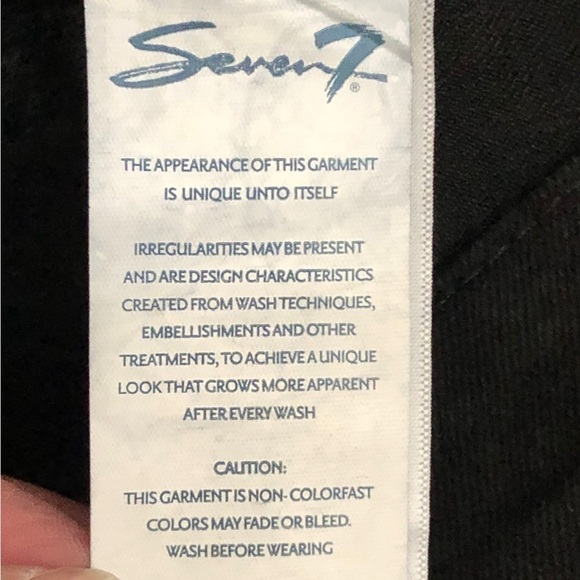 Seven7®
THE APPEARANCE OF THIS GARMENT
IS UNIQUE UNTO ITSELF
IRREGULARITIES MAY BE PRESENT
AND ARE DESIGN CHARACTERISTICS
CREATED FROM WASH TECHNIQUES,
EMBELLISHMENTS AND OTHER
TREATMENTS, TO ACHIEVE A UNIQUE
LOOK THAT GROWS MORE APPARENT
AFTER EVERY WASH
CAUTION:
THIS GARMENT IS NON-COLORFAST
COLORS MAY FADE OR BLEED.
WASH BEFORE WEARING